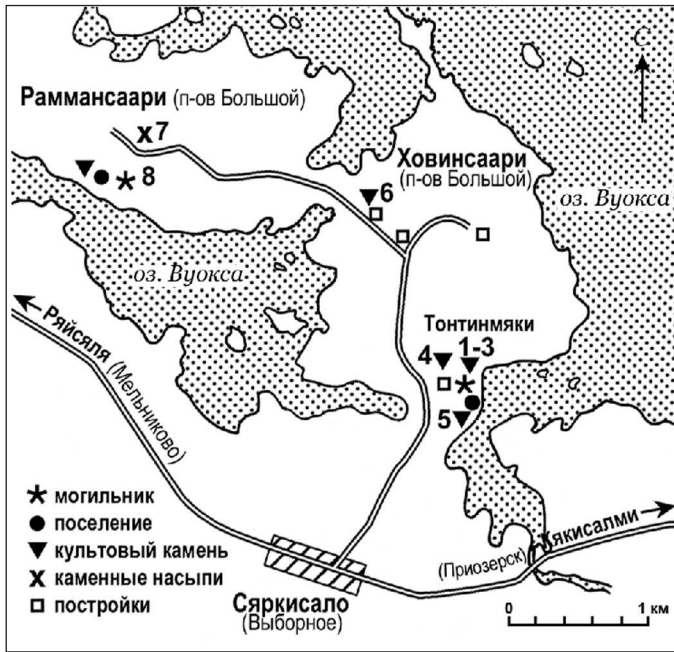 С
Раммансаари (п-ов Большой)
х7
Ховинсаари
(п-ов Большой)
8
6
оз. Вуокса
оз. Вуокса
Тонтинмяки
4 1-3
5
Ряйсяля (Мельниково)
могильник
поселение
культовый камень
х каменные насыпи
постройки
Кякисалми
(Приозерск)
Сяркисало
(Выборное)
0 1 км